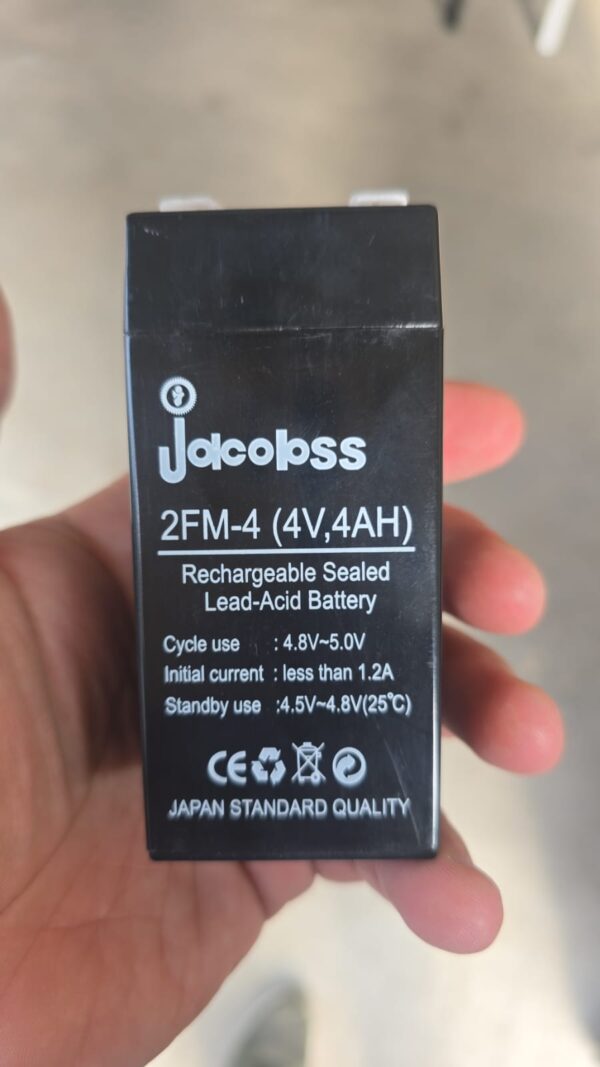 Jacobss
2FM-4 (4V,4AH)
Rechargeable Sealed
Lead-Acid Battery
Cycle use : 4.8V~5.0V
Initial current : less than 1.2A
Standby use :4.5V~4.8V(25°C)
CE
JAPAN STANDARD QUALITY